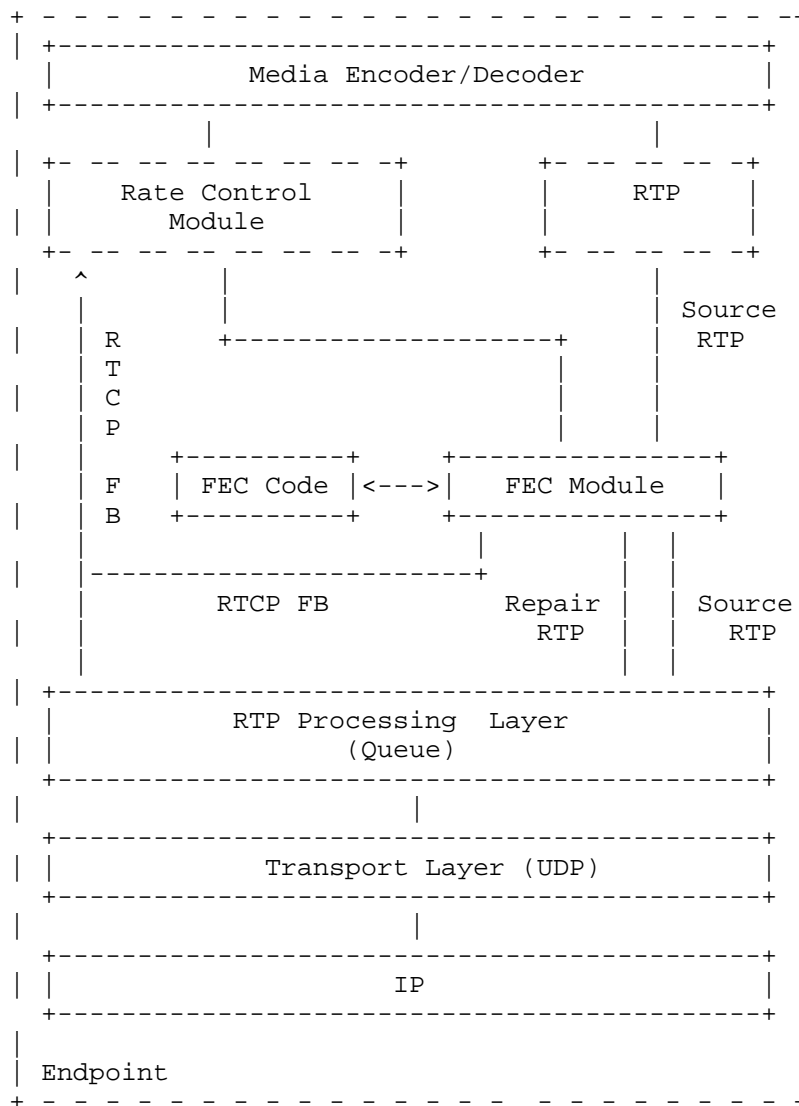 Media Encoder/Decoder
Rate Control RTP
Module
Source
R RTP
T
C
P
F FEC Code <---> FEC Module
B
RTCP FB Repair Source
RTP RTP
RTP Processing Layer
(Queue)
Transport Layer (UDP)
IP
Endpoint